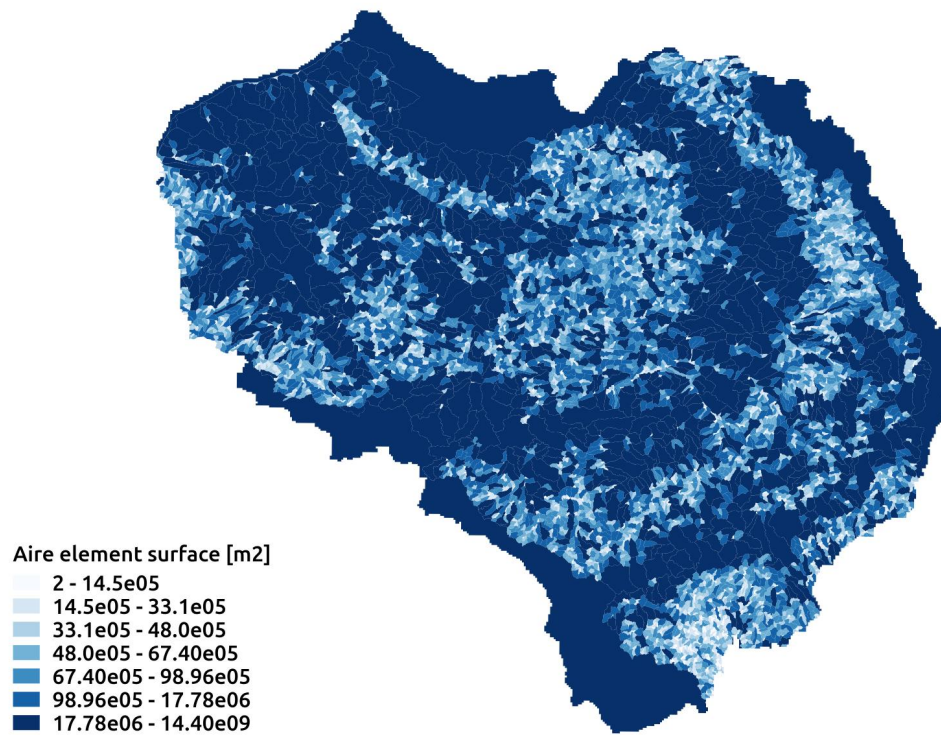 Aire element surface [m2]
2 - 14.5e05
14.5e05 - 33.1e05
33.1e05 - 48.0e05
48.0e05 - 67.40e05
67.40e05 - 98.96e05
98.96e05 - 17.78e06
17.78e06 - 14.40e09